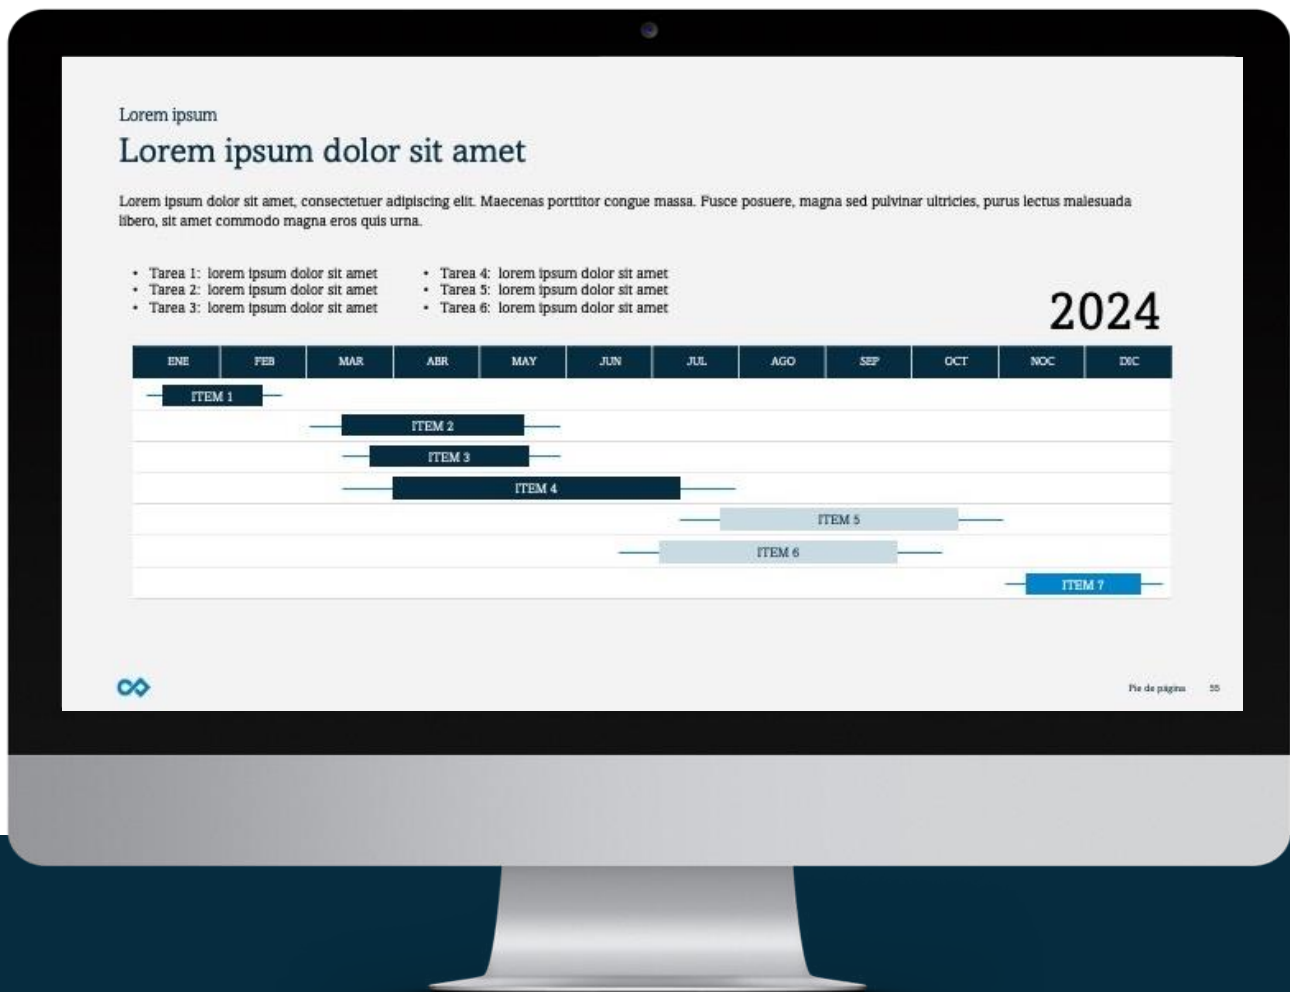 Lorem ipsum
Lorem ipsum dolor sit amet
Lorem ipsum dolor sit amet, consectetuer adipiscing elit. Maecenas porttitor congue massa. Fusce posuere, magna sed pulvinar ultricies, purus lectus malesuada
libero, sit amet commodo magna eros quis urna.
• Tarea 1: lorem ipsum dolor sit amet
• Tarea 2: lorem ipsum dolor sit amet
• Tarea 3: lorem ipsum dolor sit amet
• Tarea 4: lorem ipsum dolor sit amet
• Tarea 5: lorem ipsum dolor sit amet
• Tarea 6: lorem ipsum dolor sit amet
2024
ENE FEB MAR ABR MAY JUN JUL AGO SEP OCT NOC DIC
ITEM 1
ITEM 2
ITEM 3
ITEM 4
ITEM 5
ITEM 6
ITEM 7
Pie de página 55